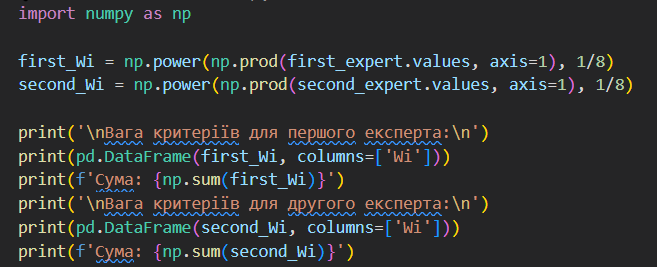 import numpy as np
first_Wi = np.power(np.prod(first_expert.values, axis=1), 1/8)
second_Wi = np.power(np.prod(second_expert.values, axis=1), 1/8)
print('\nВага критеріїв для першого експерта:\n')
print(pd.DataFrame(first_Wi, columns=['Wi']))
print(f'Сума: {np.sum(first_Wi)}')
print('\nВага критеріїв для другого експерта:\n')
print(pd.DataFrame(second_Wi, columns=['Wi']))
print(f'Сума: {np.sum(second_Wi)}')